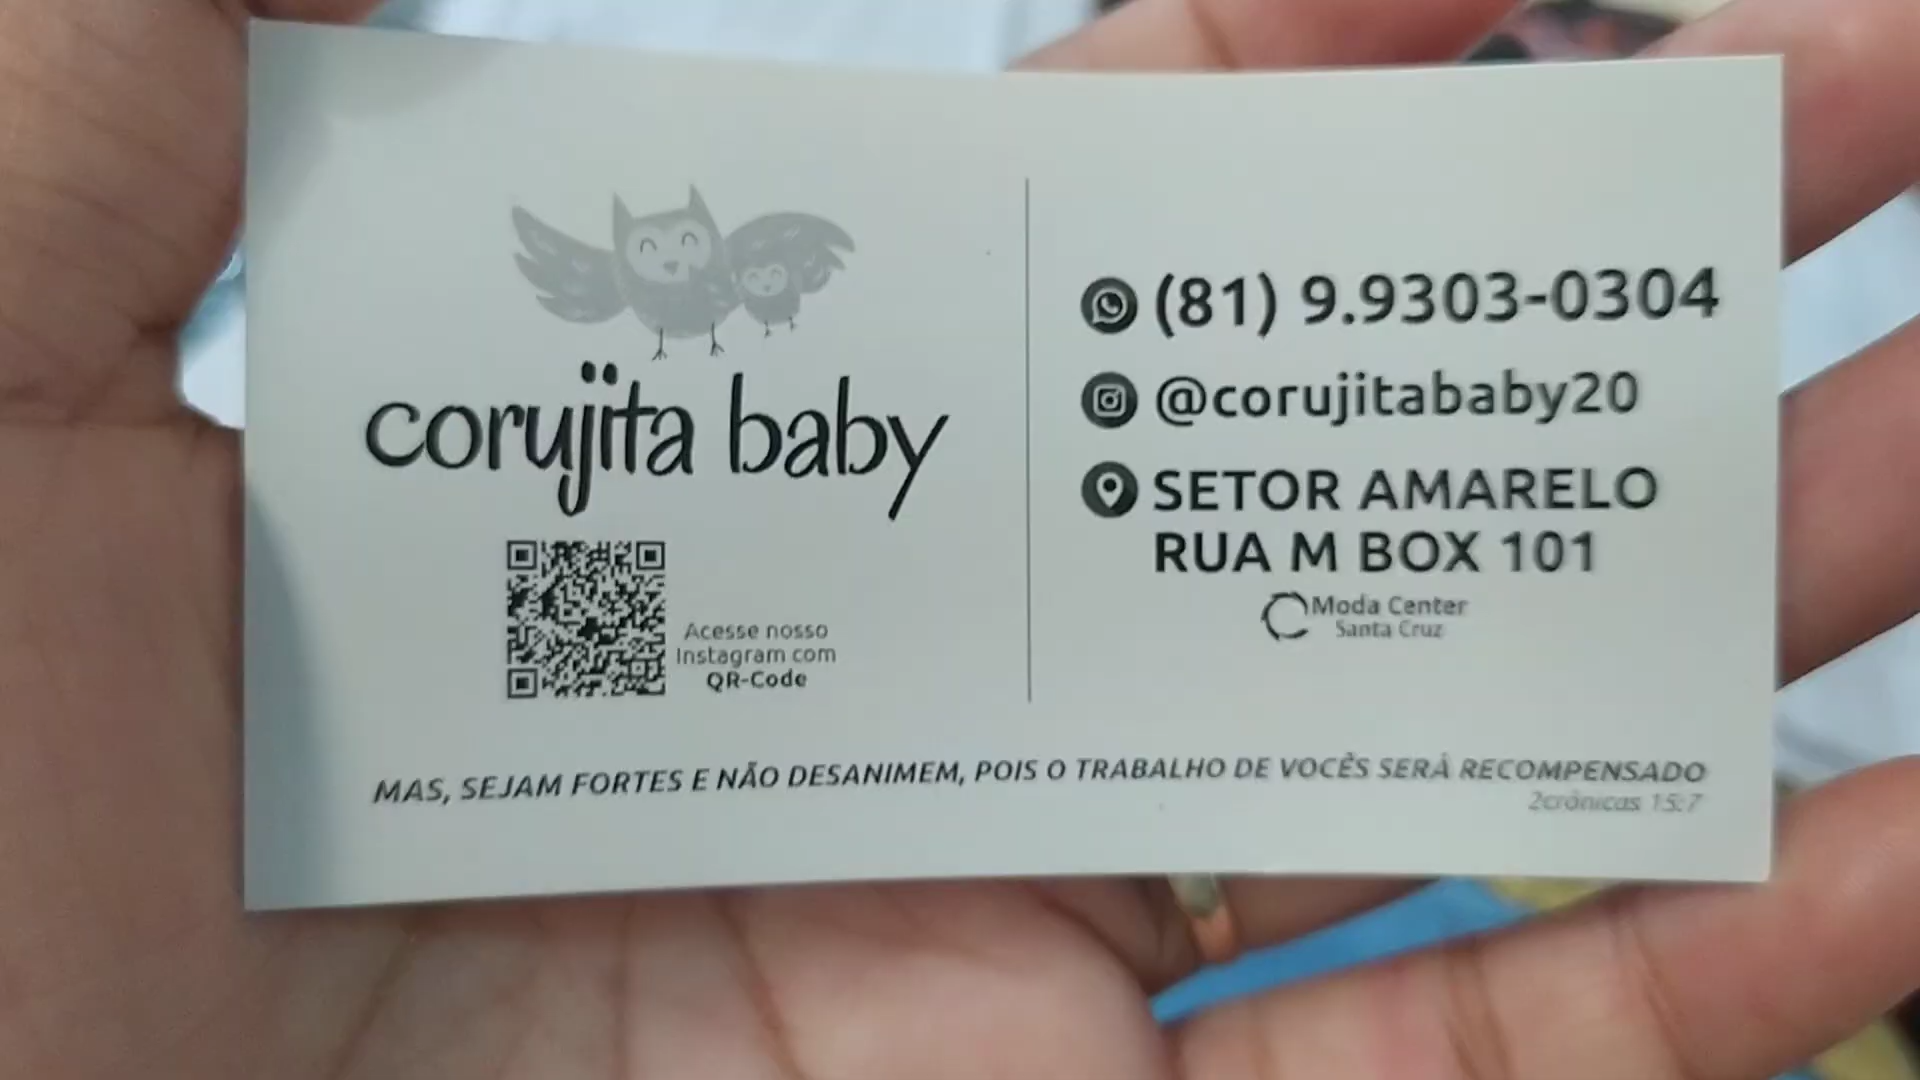 corujita baby
Acesse nosso
Instagram com
QR-Code
(81) 9.9303-0304
@corujitababy20
SETOR AMARELO
RUA M BOX 101
Moda Center
Santa Cruz
MAS, SEJAM FORTES E NÃO DESANIMEM, POIS O TRABALHO DE VOCÊS SERÁ RECOMPENSADO
2crônicas 15:7